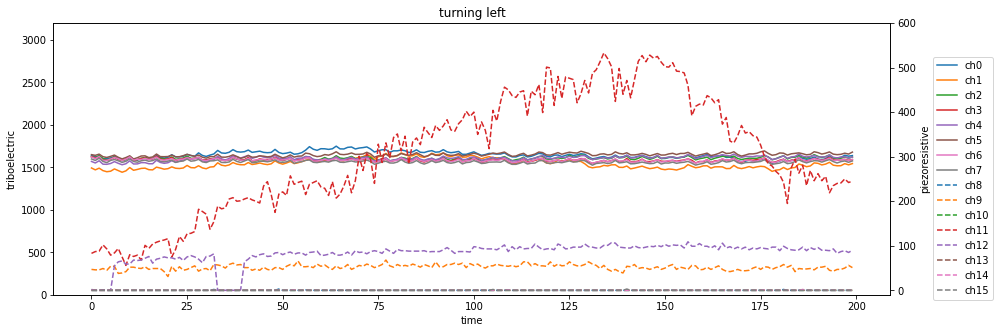 turning left
3000
2500
2000
1500
1000
500
0
triboelectric
600
500
400
300
200
100
0
piezoresistive
0
25
50
75
100
125
150
175
200
time
ch0
ch1
ch2
ch3
ch4
ch5
ch6
ch7
ch8
ch9
ch10
ch11
ch12
ch13
ch14
ch15